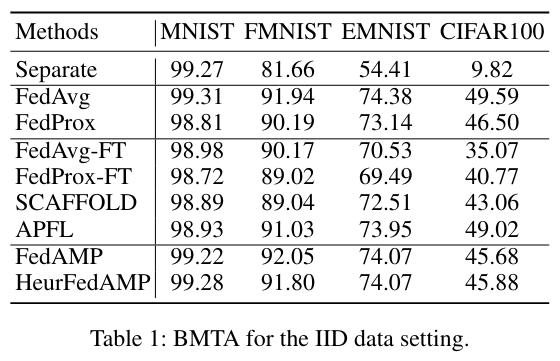 Methods MNIST FMNIST EMNIST CIFAR100
Separate 99.27 81.66 54.41 9.82
FedAvg 99.31 91.94 74.38 49.59
FedProx 98.81 90.19 73.14 46.50
FedAvg-FT 98.98 90.17 70.53 35.07
FedProx-FT 98.72 89.02 69.49 40.77
SCAFFOLD 98.89 89.04 72.51 43.06
APFL 98.93 91.03 73.95 49.02
FedAMP 99.22 92.05 74.07 45.68
HeurFedAMP 99.28 91.80 74.07 45.88
Table 1: BMTA for the IID data setting.